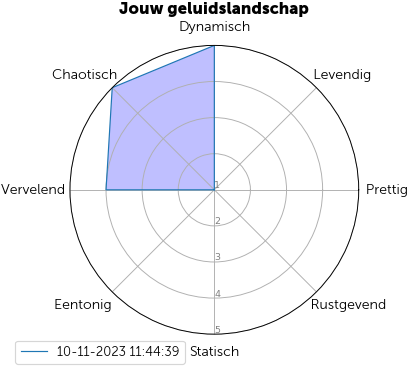 Jouw geluidslandschap
Dynamisch
Chaotisch
Levendig
Vervelend
Prettig
1
2
3
4
5
Eentonig
Rustgevend
10-11-2023 11:44:39
Statisch